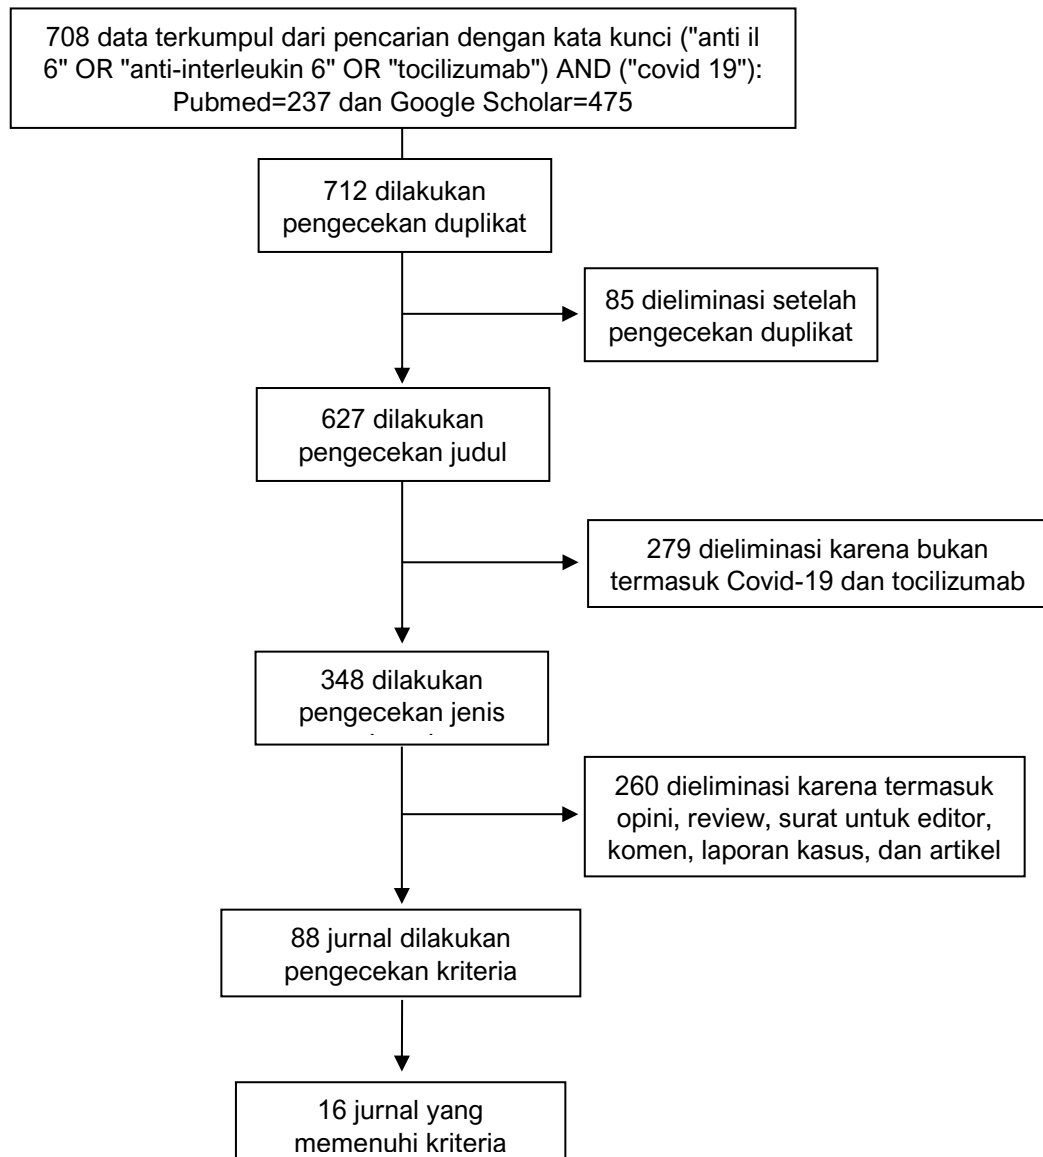 708 data terkumpul dari pencarian dengan kata kunci ("anti il
6" OR "anti-interleukin 6" OR "tocilizumab") AND ("covid 19"):
Pubmed=237 dan Google Scholar=475
712 dilakukan
pengecekan duplikat
85 dieliminasi setelah
pengecekan duplikat
627 dilakukan
pengecekan judul
279 dieliminasi karena bukan
termasuk Covid-19 dan tocilizumab
348 dilakukan
pengecekan jenis
260 dieliminasi karena termasuk
opini, review, surat untuk editor,
komen, laporan kasus, dan artikel
88 jurnal dilakukan
pengecekan kriteria
16 jurnal yang
memenuhi kriteria